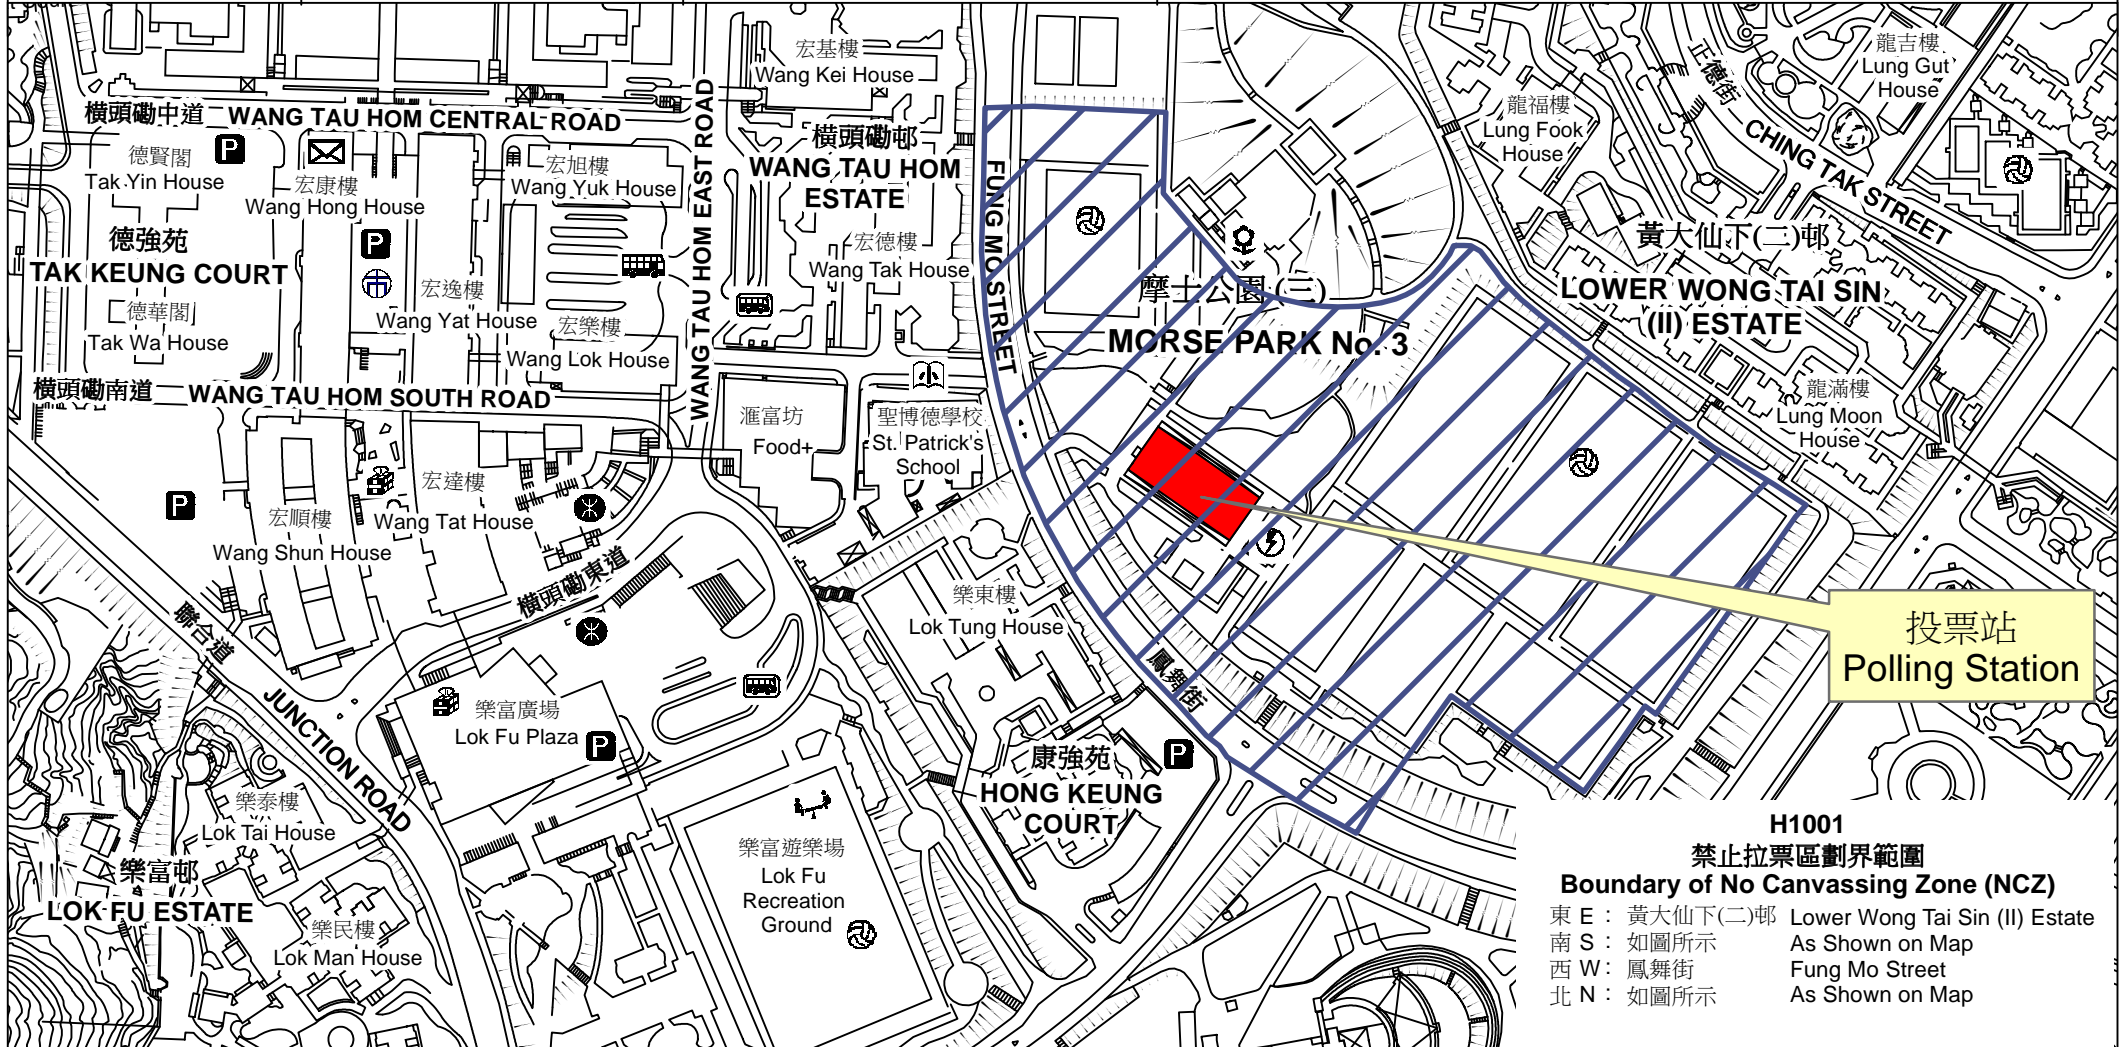 宏基樓
Wang Kei House
龍吉樓
Lung Gut
House
正德街
橫頭磡中道 WANG TAU HOM CENTRAL ROAD
龍福樓
Lung Fook
House
CHING TAK STREET
德賢閣
Tak Yin House
宏康樓
Wang Hong House
宏旭樓
Wang Yuk House
WANG TAU HOM EAST ROAD
橫頭磡邨
WANG TAU HOM
ESTATE
FUNG MO STREET
德強苑
TAK KEUNG COURT
宏逸樓
Wang Yat House
宏德樓
Wang Tak House
摩士公園(三)
MORSE PARK No. 3
黃大仙下(二)邨
LOWER WONG TAI SIN
(II) ESTATE
德華閣
Tak Wa House
宏樂樓
Wang Lok House
橫頭磡南道 WANG TAU HOM SOUTH ROAD
龍滿樓
Lung Moon
House
滙富坊
Food+
聖博德學校
St. Patrick's
School
宏達樓
Wang Tat House
宏順樓
Wang Shun House
橫頭磡東道
聯合道
JUNCTION ROAD
樂東樓
Lok Tung House
鳳舞街
投票站
Polling Station
樂富廣場
Lok Fu Plaza
康強苑
HONG KEUNG
COURT
樂泰樓
Lok Tai House
樂富邨
LOK FU ESTATE
樂民樓
Lok Man House
樂富遊樂場
Lok Fu
Recreation
Ground
H1001
禁止拉票區劃界範圍
Boundary of No Canvassing Zone (NCZ)
東 E : 黃大仙下(二)邨 Lower Wong Tai Sin (II) Estate
南 S : 如圖所示 As Shown on Map
西 W : 鳳舞街 Fung Mo Street
北 N : 如圖所示 As Shown on Map